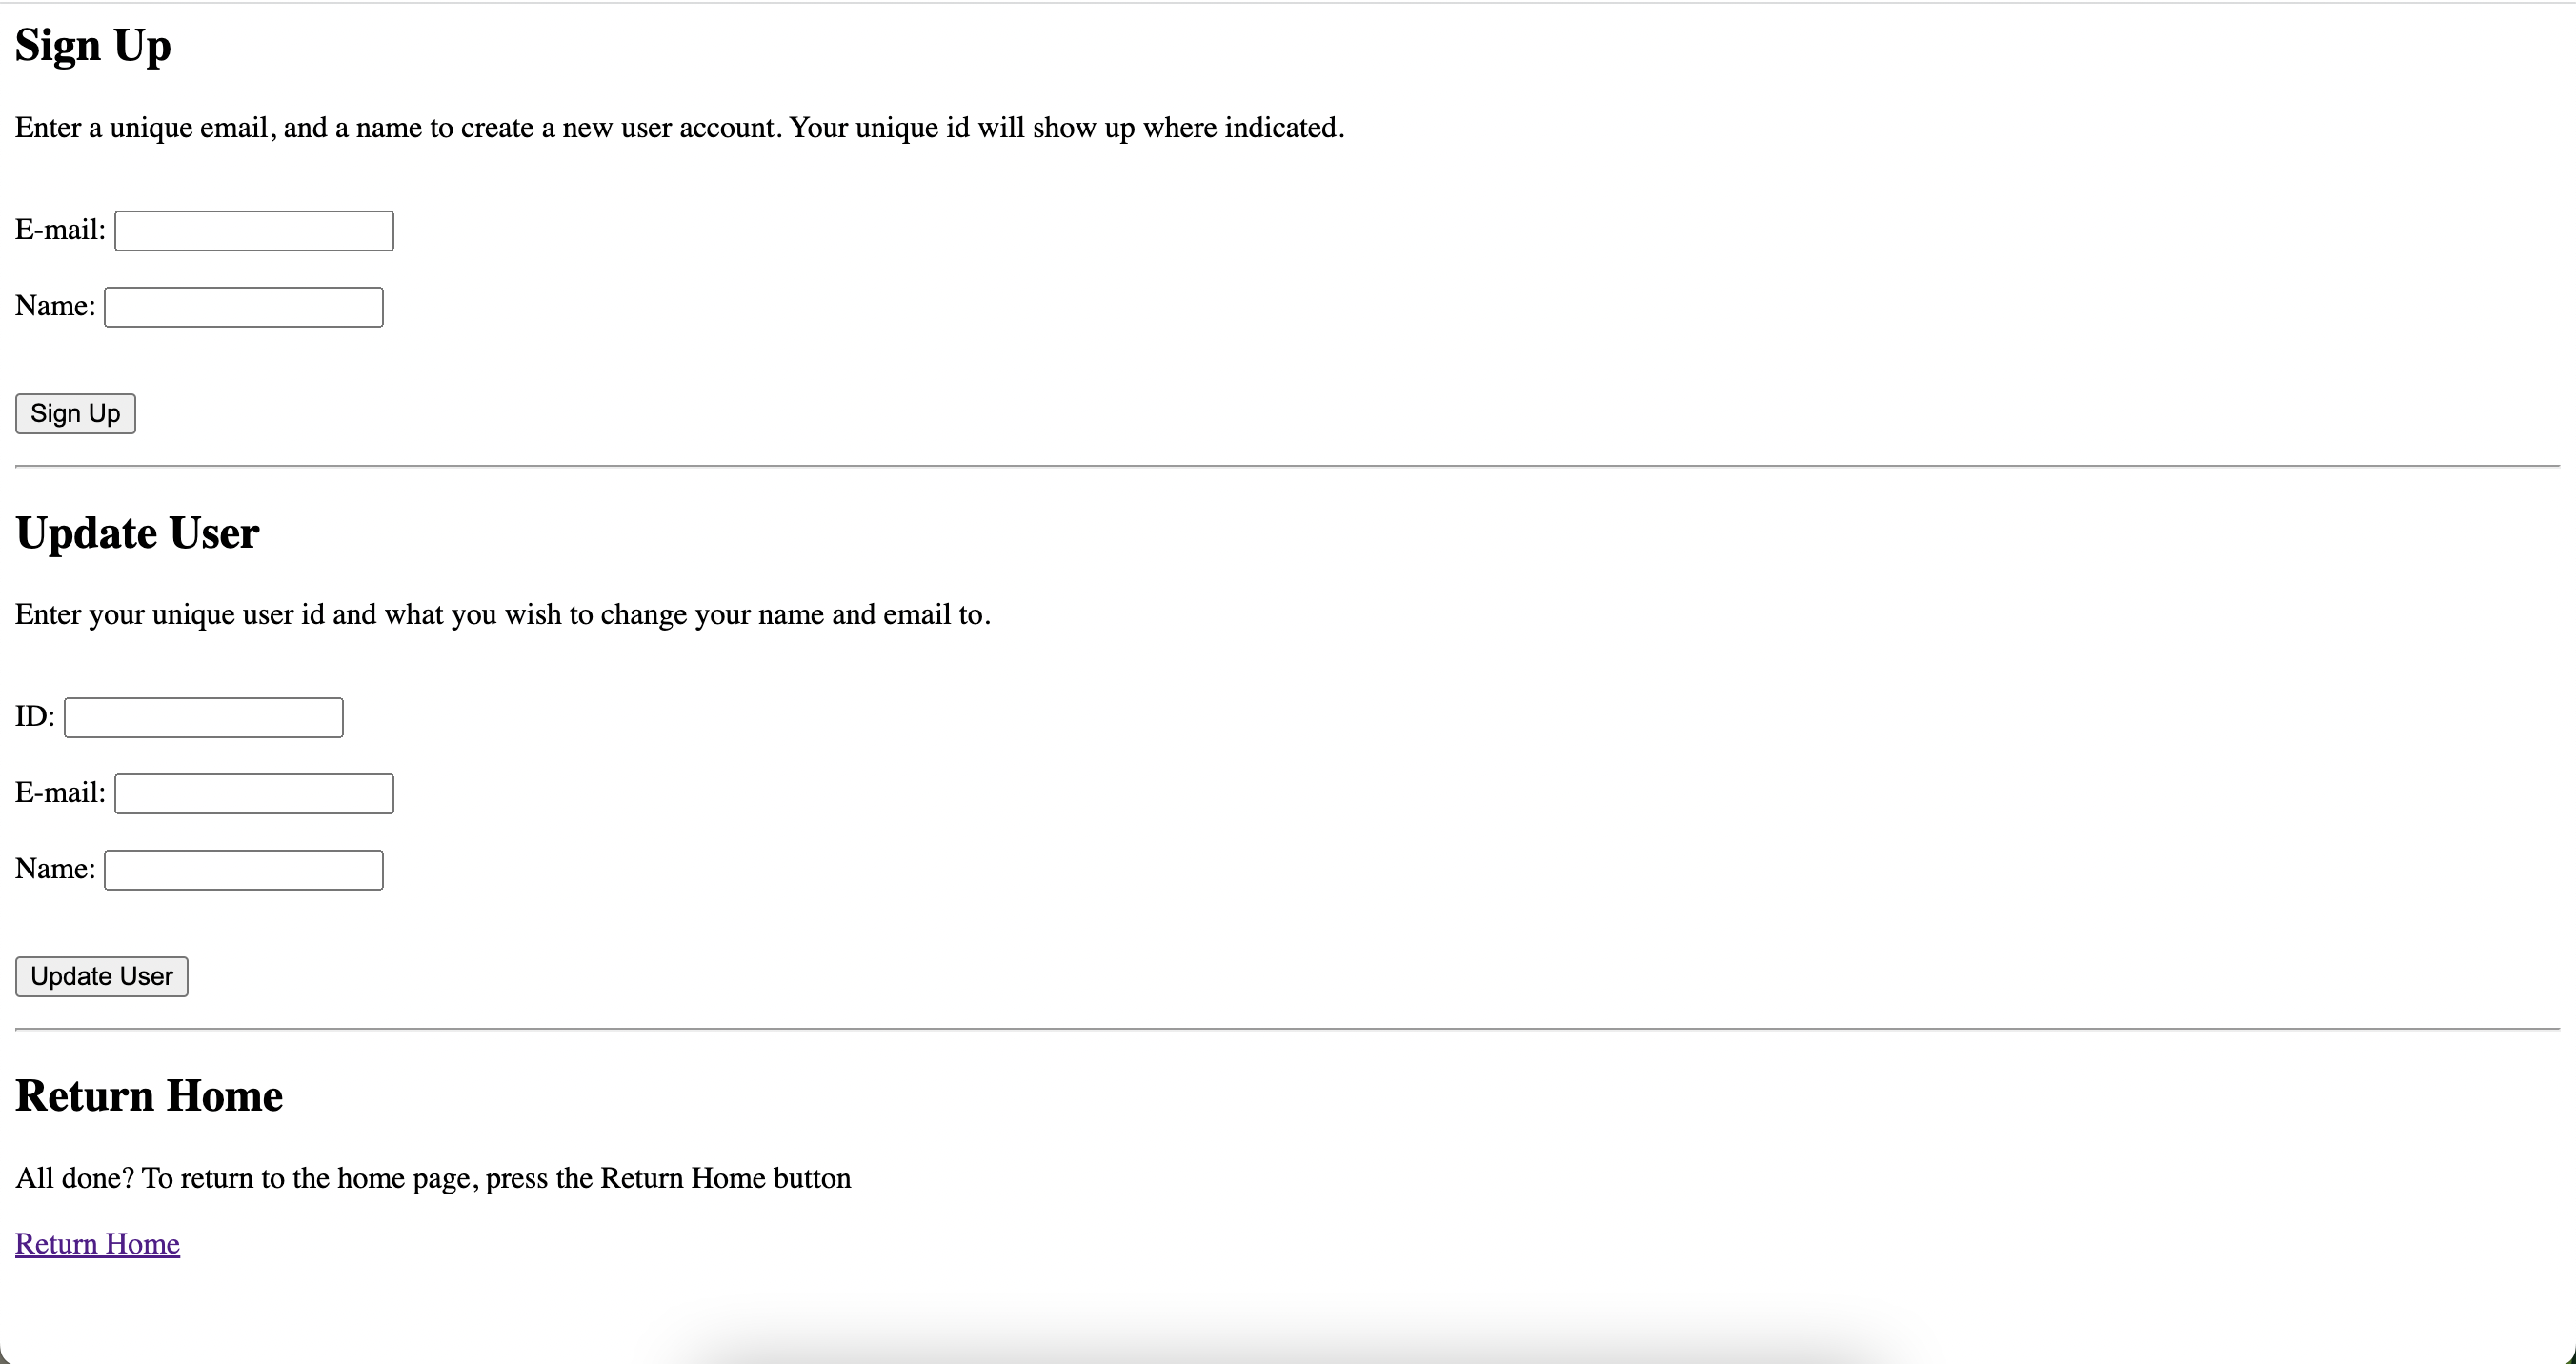 Sign Up
Enter a unique email, and a name to create a new user account. Your unique id will show up where indicated.
E-mail:
Name:
Sign Up
Update User
Enter your unique user id and what you wish to change your name and email to.
ID:
E-mail:
Name:
Update User
Return Home
All done? To return to the home page, press the Return Home button
Return Home